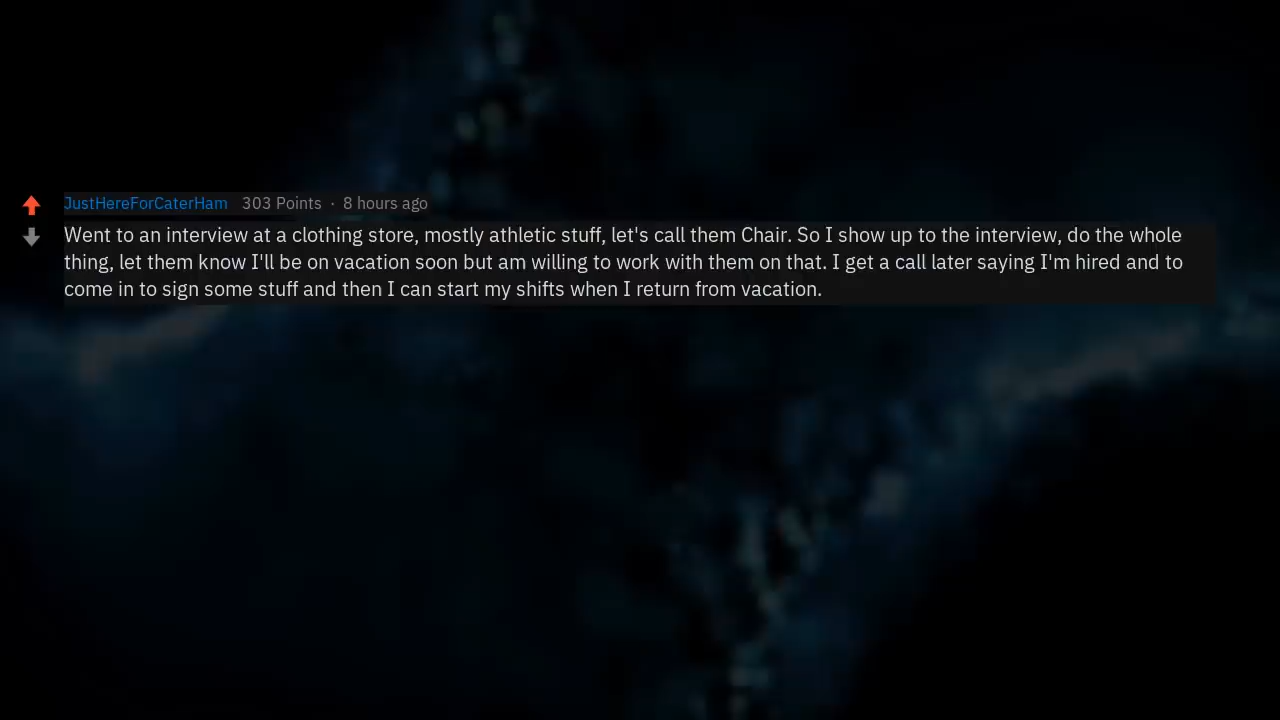 JustHereForCaterHam 303 Points · 8 hours ago
Went to an interview at a clothing store, mostly athletic stuff, let's call them Chair. So I show up to the interview, do the whole
thing, let them know I'll be on vacation soon but am willing to work with them on that. I get a call later saying I'm hired and to
come in to sign some stuff and then I can start my shifts when I return from vacation.